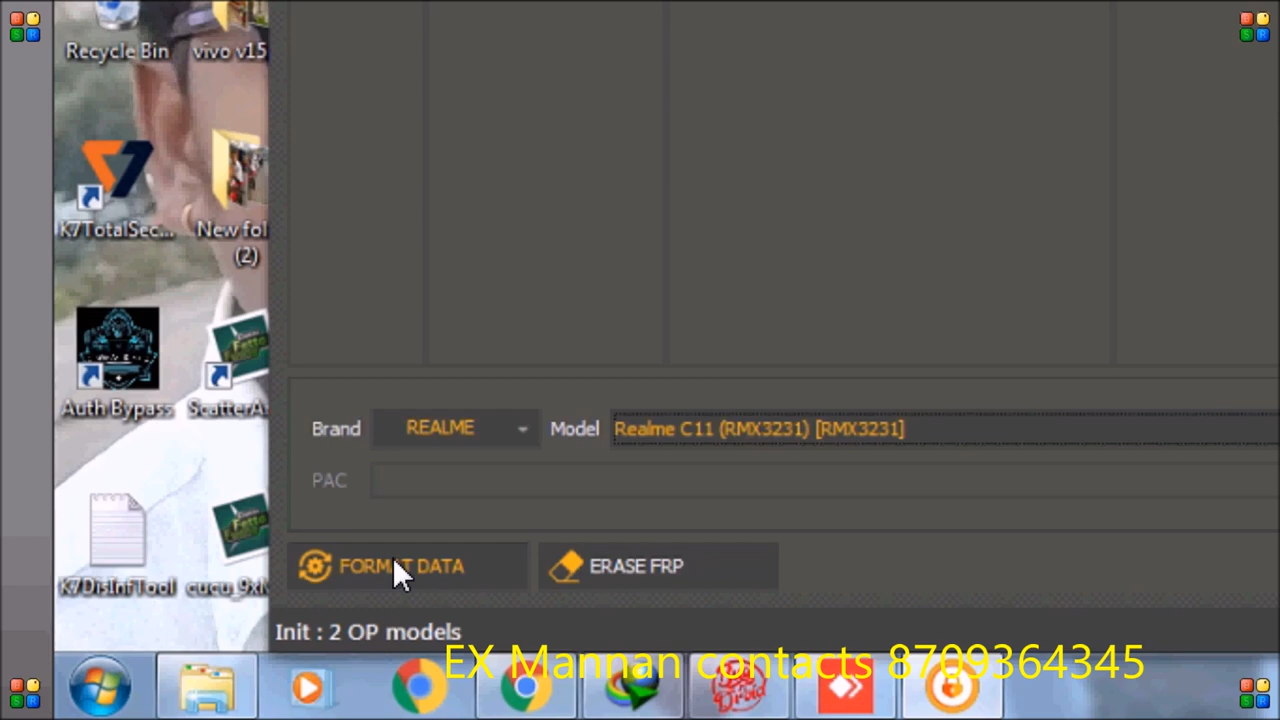 Recycle Bin
vivo v15
K7TotalSec...
New fol
(2)
Auth Bypass
ScatterA
K7DisInfTool
cucu_9xM
Brand
REALME
Model
Realme C11 (RMX3231) [RMX3231]
PAC
FORMAT DATA
ERASE FRP
Init : 2 OP models
EX Mannan contacts 8709364345